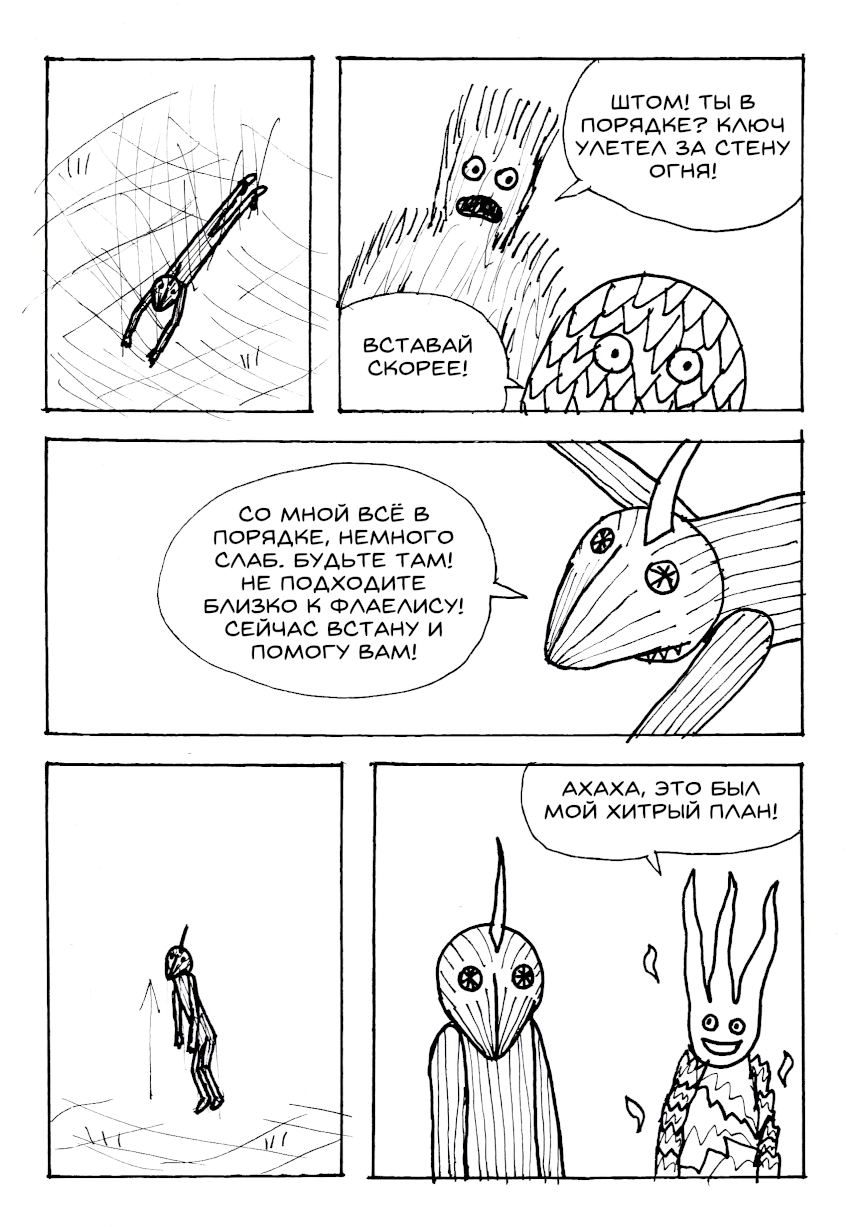 ШТОМ! ТЫ В
ПОРЯДКЕ? КЛЮЧ
УЛЕТЕЛ ЗА СТЕНУ
ОГНЯ!
ВСТАВАЙ
СКОРЕЕ!
СО МНОЙ ВСЁ В
ПОРЯДКЕ, НЕМНОГО
СЛАБ. БУДЬТЕ ТАМ!
НЕ ПОДХОДИТЕ
БЛИЗКО К ФЛАЕЛИСУ!
СЕЙЧАС ВСТАНУ И
ПОМОГУ ВАМ!
АХАХА, ЭТО БЫЛ
МОЙ ХИТРЫЙ ПЛАН!